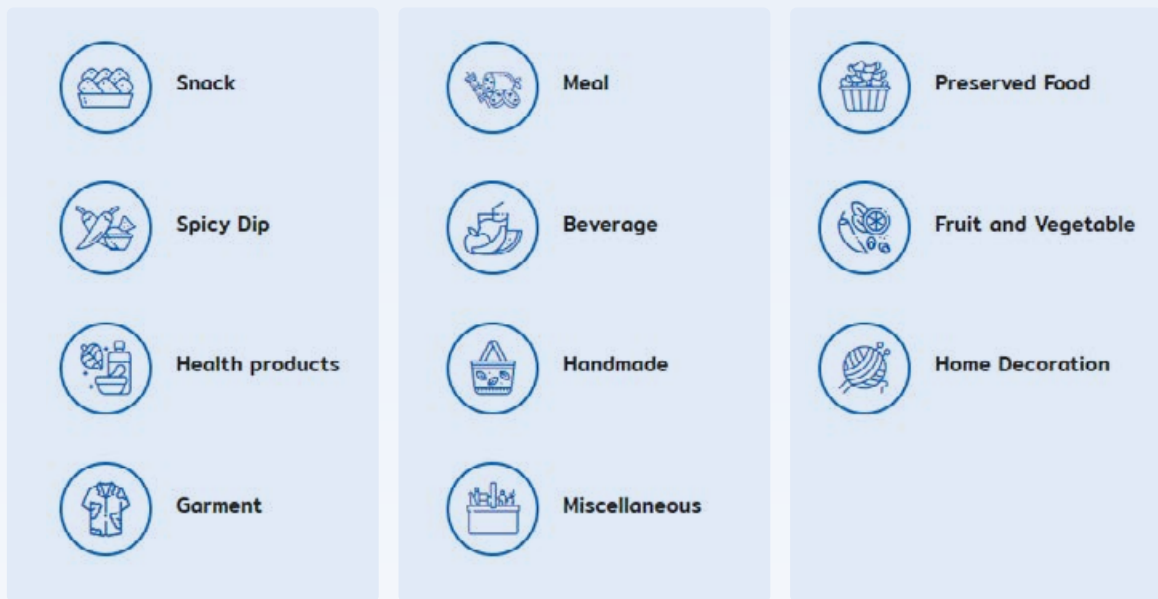 Snack
Meal
Preserved Food
Spicy Dip
Beverage
Fruit and Vegetable
Health products
Handmade
Home Decoration
Garment
Miscellaneous